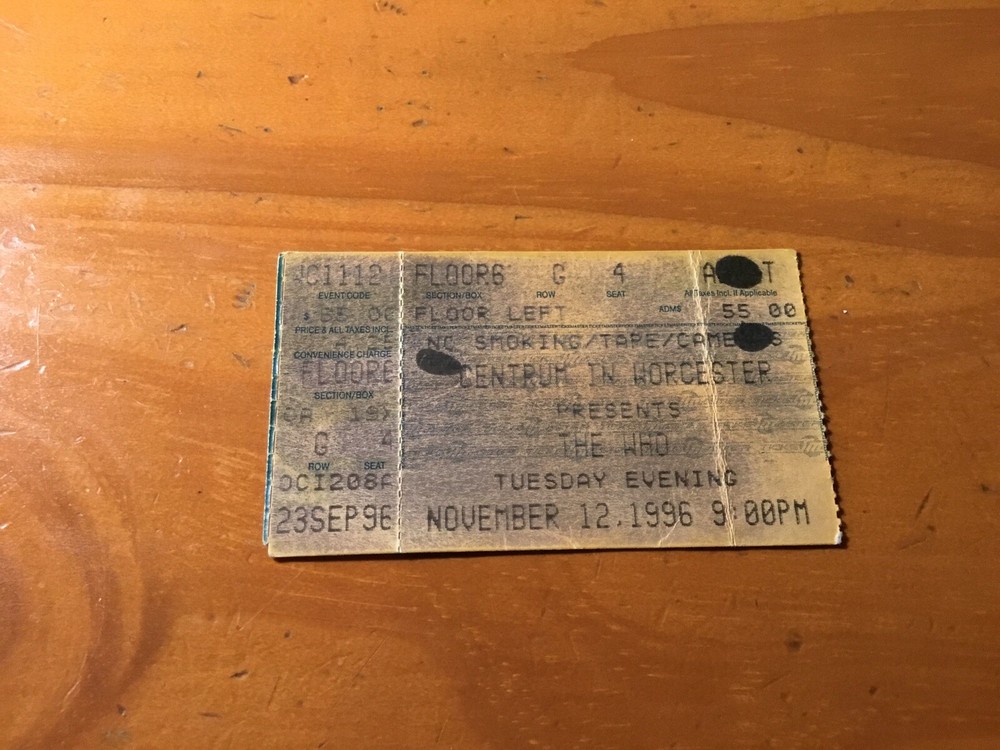 FLOOR6 G 4
EVENT CODE SECTION/BOX ROW SEAT
FLOOR LEFT ADMS 55 00
PRICE & ALL TAXES INCL.
SMOKING/TAPE/
CONVENIENCE CHARGE
FLOOR6 CENTRUM IN WORCESTER
SECTION/BOX
PRESENTS
G 4 THE WHO
ROW SEAT
TUESDAY EVENING
23SEP96 NOVEMBER 12,1996 9:00PM